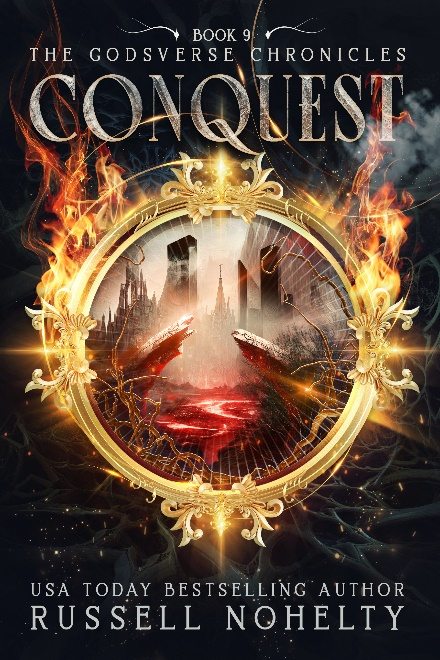 BOOK 9
THE GODSVERSE CHRONICLES
CONQUEST
USA TODAY BESTSELLING AUTHOR
RUSSELL NOHELTY